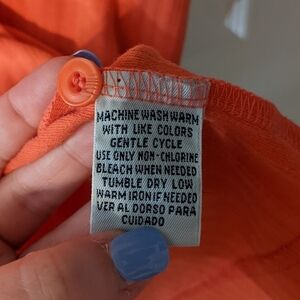 MACHINE WASH WARM
WITH LIKE COLORS
GENTLE CYCLE
USE ONLY NON-CHLORINE
BLEACH WHEN NEEDED
TUMBLE DRY LOW
WARM IRON IF NEEDED
VER AL DORSO PARA
CUIDADO